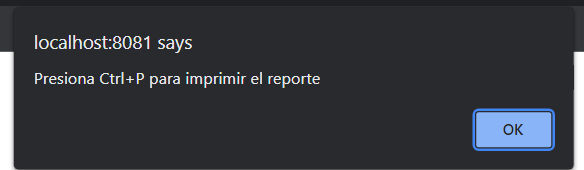 localhost:8081 says
Presiona Ctrl+P para imprimir el reporte
OK